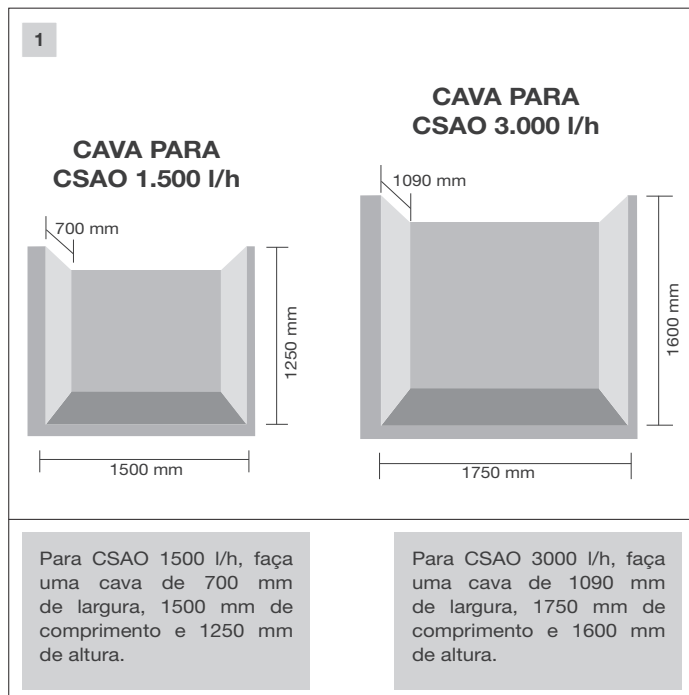 1
CAVA PARA
CSAO 1.500 l/h
700 mm
1250 mm
1500 mm
CAVA PARA
CSAO 3.000 l/h
1090 mm
1600 mm
1750 mm
Para CSAO 1500 l/h, faça
uma cava de 700 mm
de largura, 1500 mm de
comprimento e 1250 mm
de altura.
Para CSAO 3000 l/h, faça
uma cava de 1090 mm
de largura, 1750 mm de
comprimento e 1600 mm
de altura.